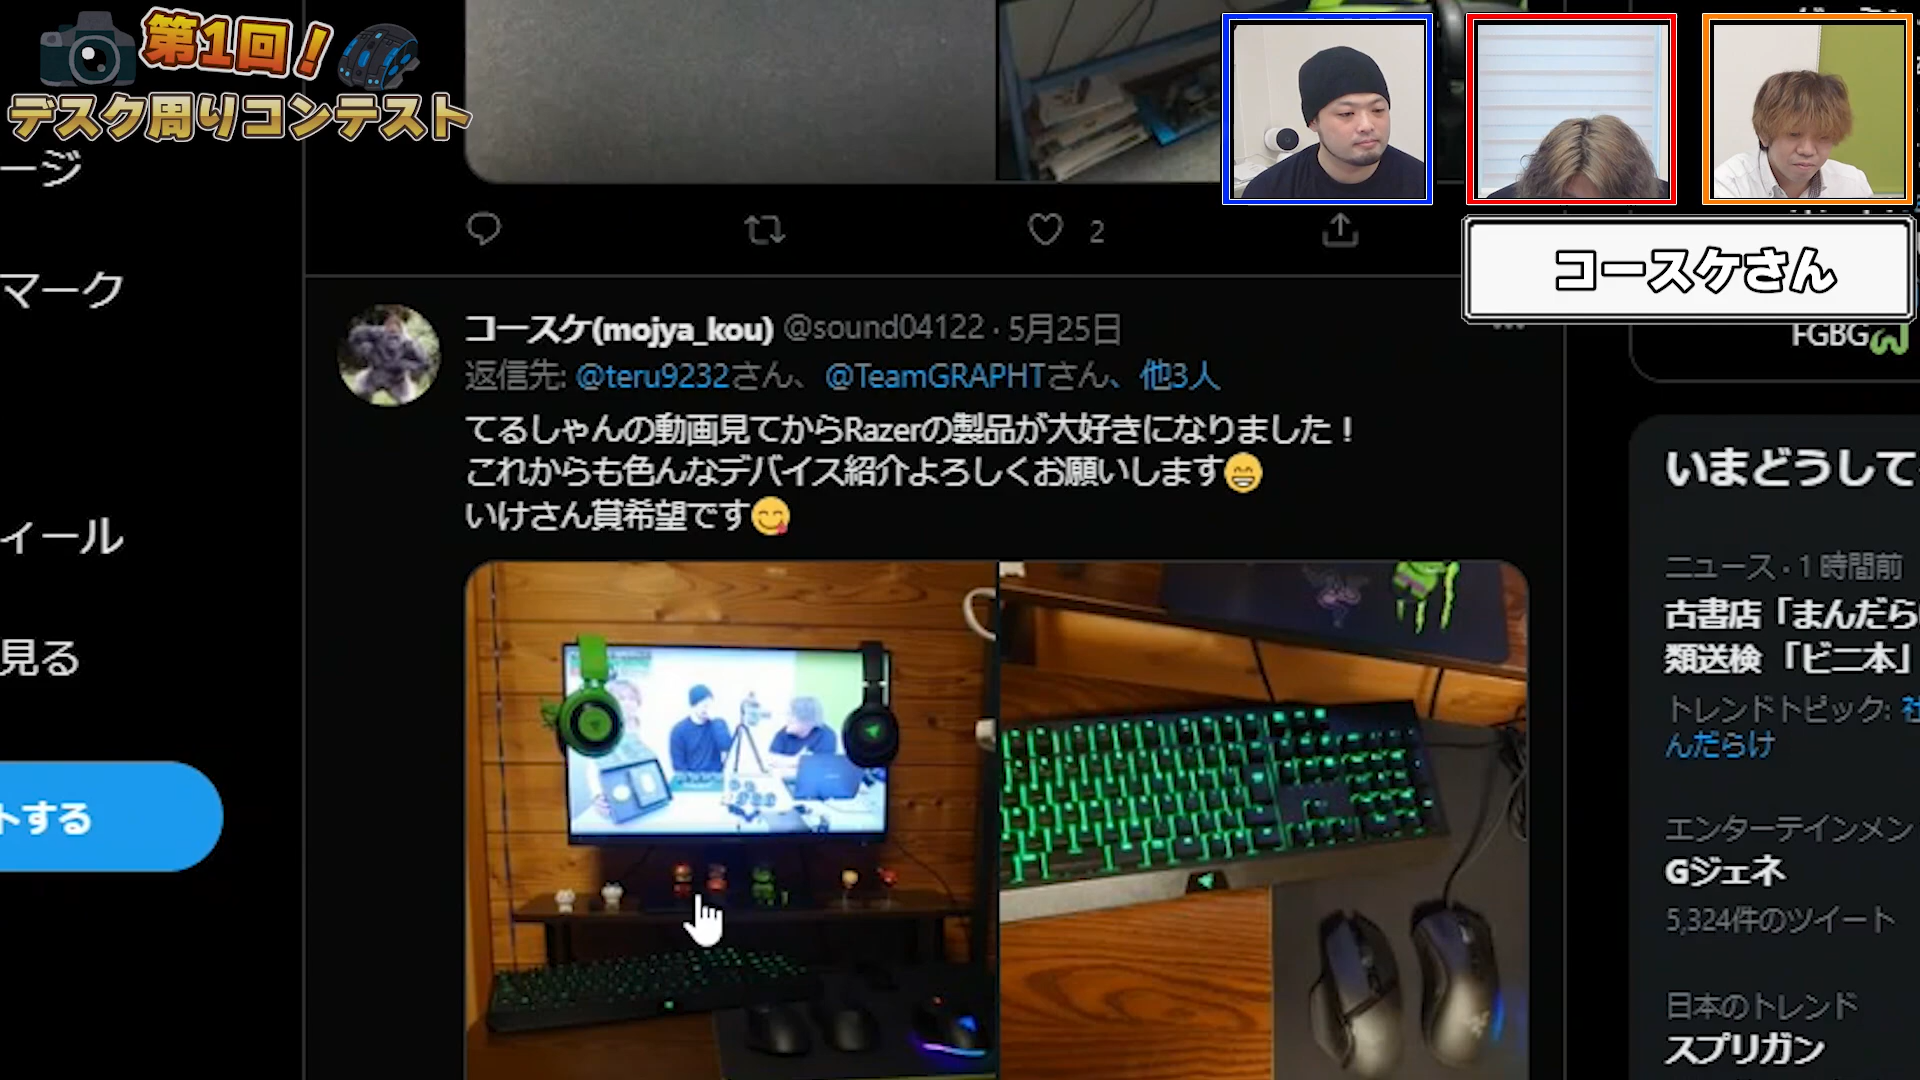 第1回！
デスク周りコンテスト
ージ
マーク
ィール
見る
トする
2
コースケさん
コースケ(mojya_kou) @sound04122 · 5月25日
返信先: @teru9232さん、@TeamGRAPHTさん、他3人
てるしゃんの動画見てからRazerの製品が大好きになりました！
これからも色んなデバイス紹介よろしくお願いします😁
いけさん賞希望です😋
FGBG
いまどうして
ニュース · 1 時間前
古書店「まんだら
類送検 「ビニ本」
トレンドトピック: 社
んだらけ
エンターテインメン
Gジェネ
5,324件のツイート
日本のトレンド
スプリガン